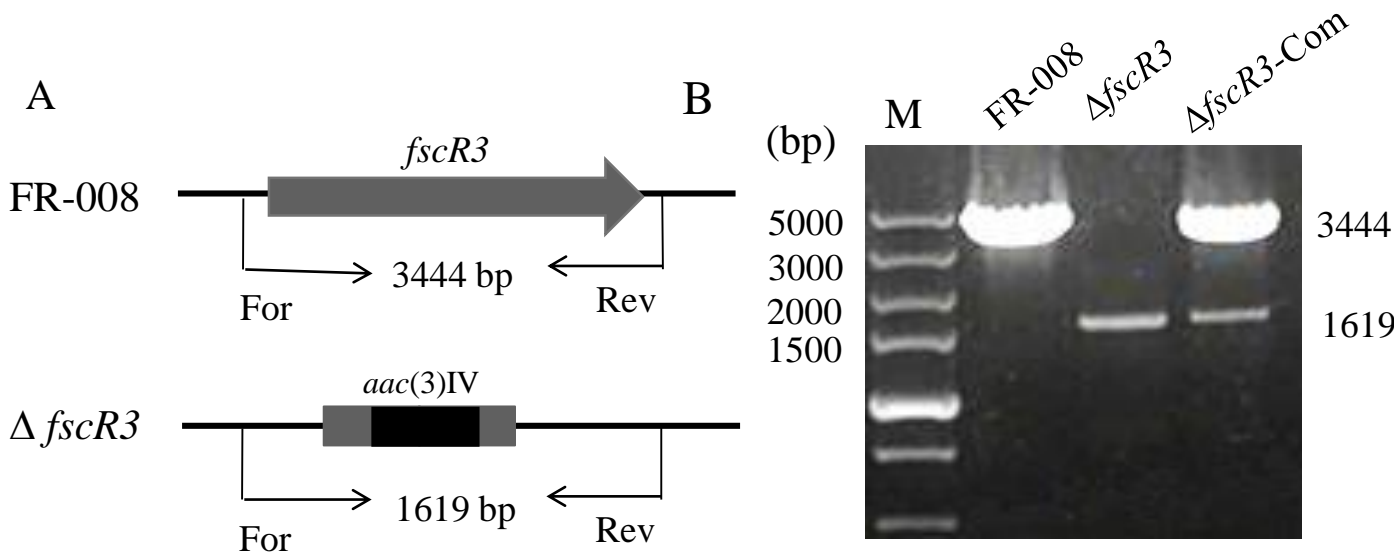 A
fscR3
FR-008
3444 bp
For
Rev
aac(3)IV
Δ fscR3
1619 bp
For
Rev
B
(bp)
M
FR-008
ΔfscR3
ΔfscR3-Com
5000
3000
2000
1500
3444
1619